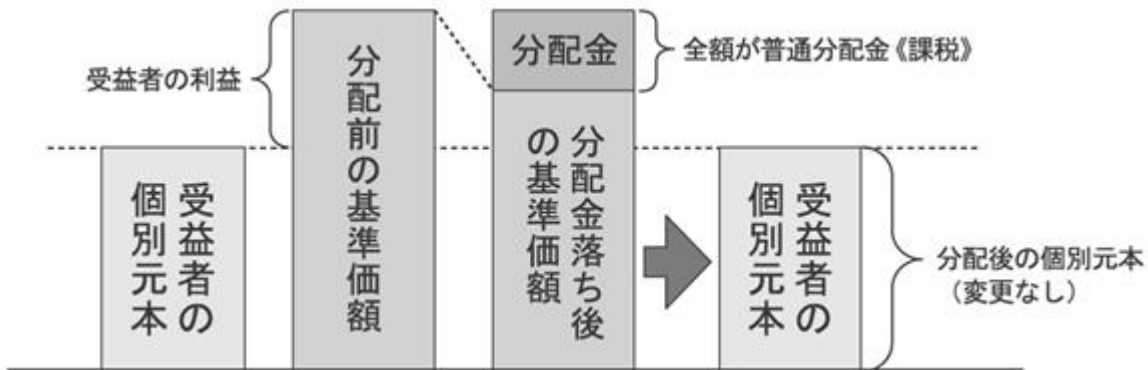 受益者の利益
受益者の
個別元本
分配前の基準価額
分配金
全額が普通分配金《課税》
分配金落ち後
の基準価額
受益者の
個別元本
分配後の個別元本
（変更なし）